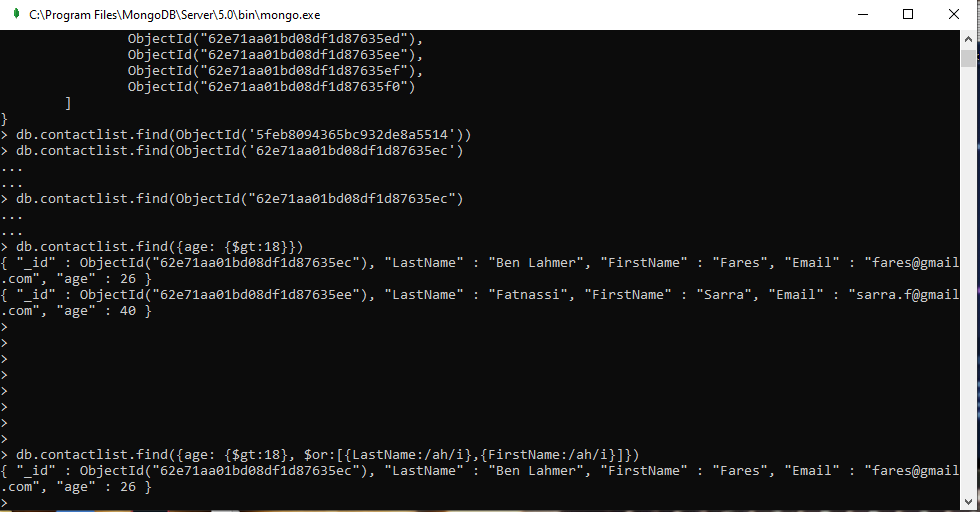 C:\Program Files\MongoDB\Server\5.0\bin\mongo.exe
ObjectId("62e71aa01bd08df1d87635ed"),
ObjectId("62e71aa01bd08df1d87635ee"),
ObjectId("62e71aa01bd08df1d87635ef"),
ObjectId("62e71aa01bd08df1d87635f0")
]
}
> db.contactlist.find(ObjectId('5feb8094365bc932de8a5514'))
> db.contactlist.find(ObjectId('62e71aa01bd08df1d87635ec')
...
...
> db.contactlist.find(ObjectId("62e71aa01bd08df1d87635ec")
...
...
> db.contactlist.find({age: {$gt:18}})
{ "_id" : ObjectId("62e71aa01bd08df1d87635ec"), "LastName" : "Ben Lahmer", "FirstName" : "Fares", "Email" : "fares@gmail
.com", "age" : 26 }
{ "_id" : ObjectId("62e71aa01bd08df1d87635ee"), "LastName" : "Fatnassi", "FirstName" : "Sarra", "Email" : "sarra.f@gmail
.com", "age" : 40 }
>
>
>
>
>
>
>
>
> db.contactlist.find({age: {$gt:18}, $or:[{LastName:/ah/i},{FirstName:/ah/i}]})
{ "_id" : ObjectId("62e71aa01bd08df1d87635ec"), "LastName" : "Ben Lahmer", "FirstName" : "Fares", "Email" : "fares@gmail
.com", "age" : 26 }
>